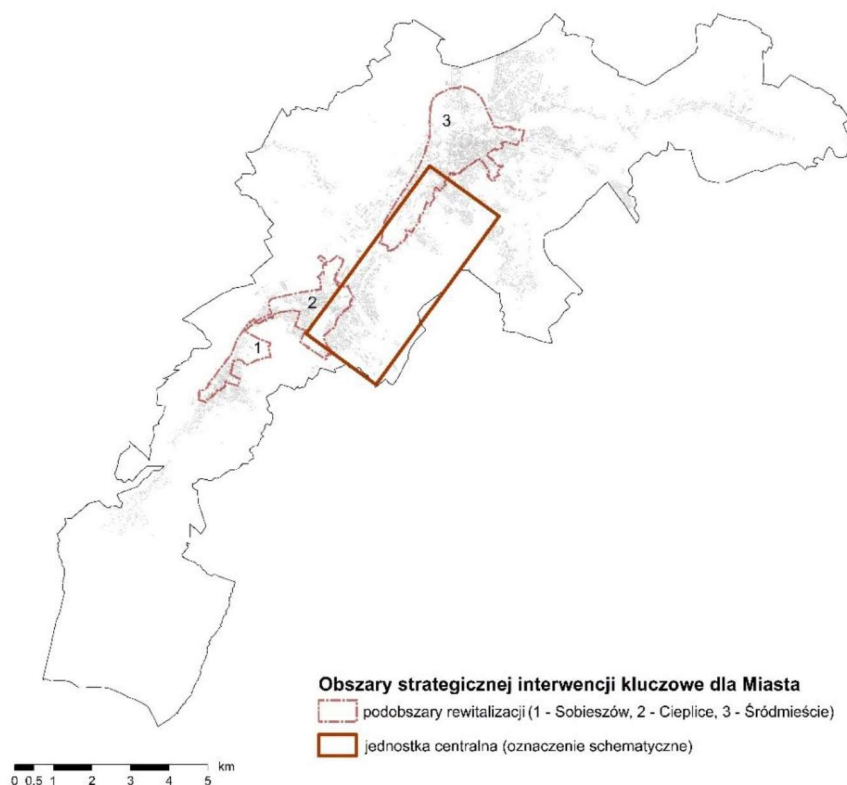 3
2
1
Obszary strategicznej interwencji kluczowe dla Miasta
podobszary rewitalizacji (1 - Sobieszów, 2 - Cieplice, 3 - Śródmieście)
jednostka centralna (oznaczenie schematyczne)
km
0 0.5 1 2 3 4 5